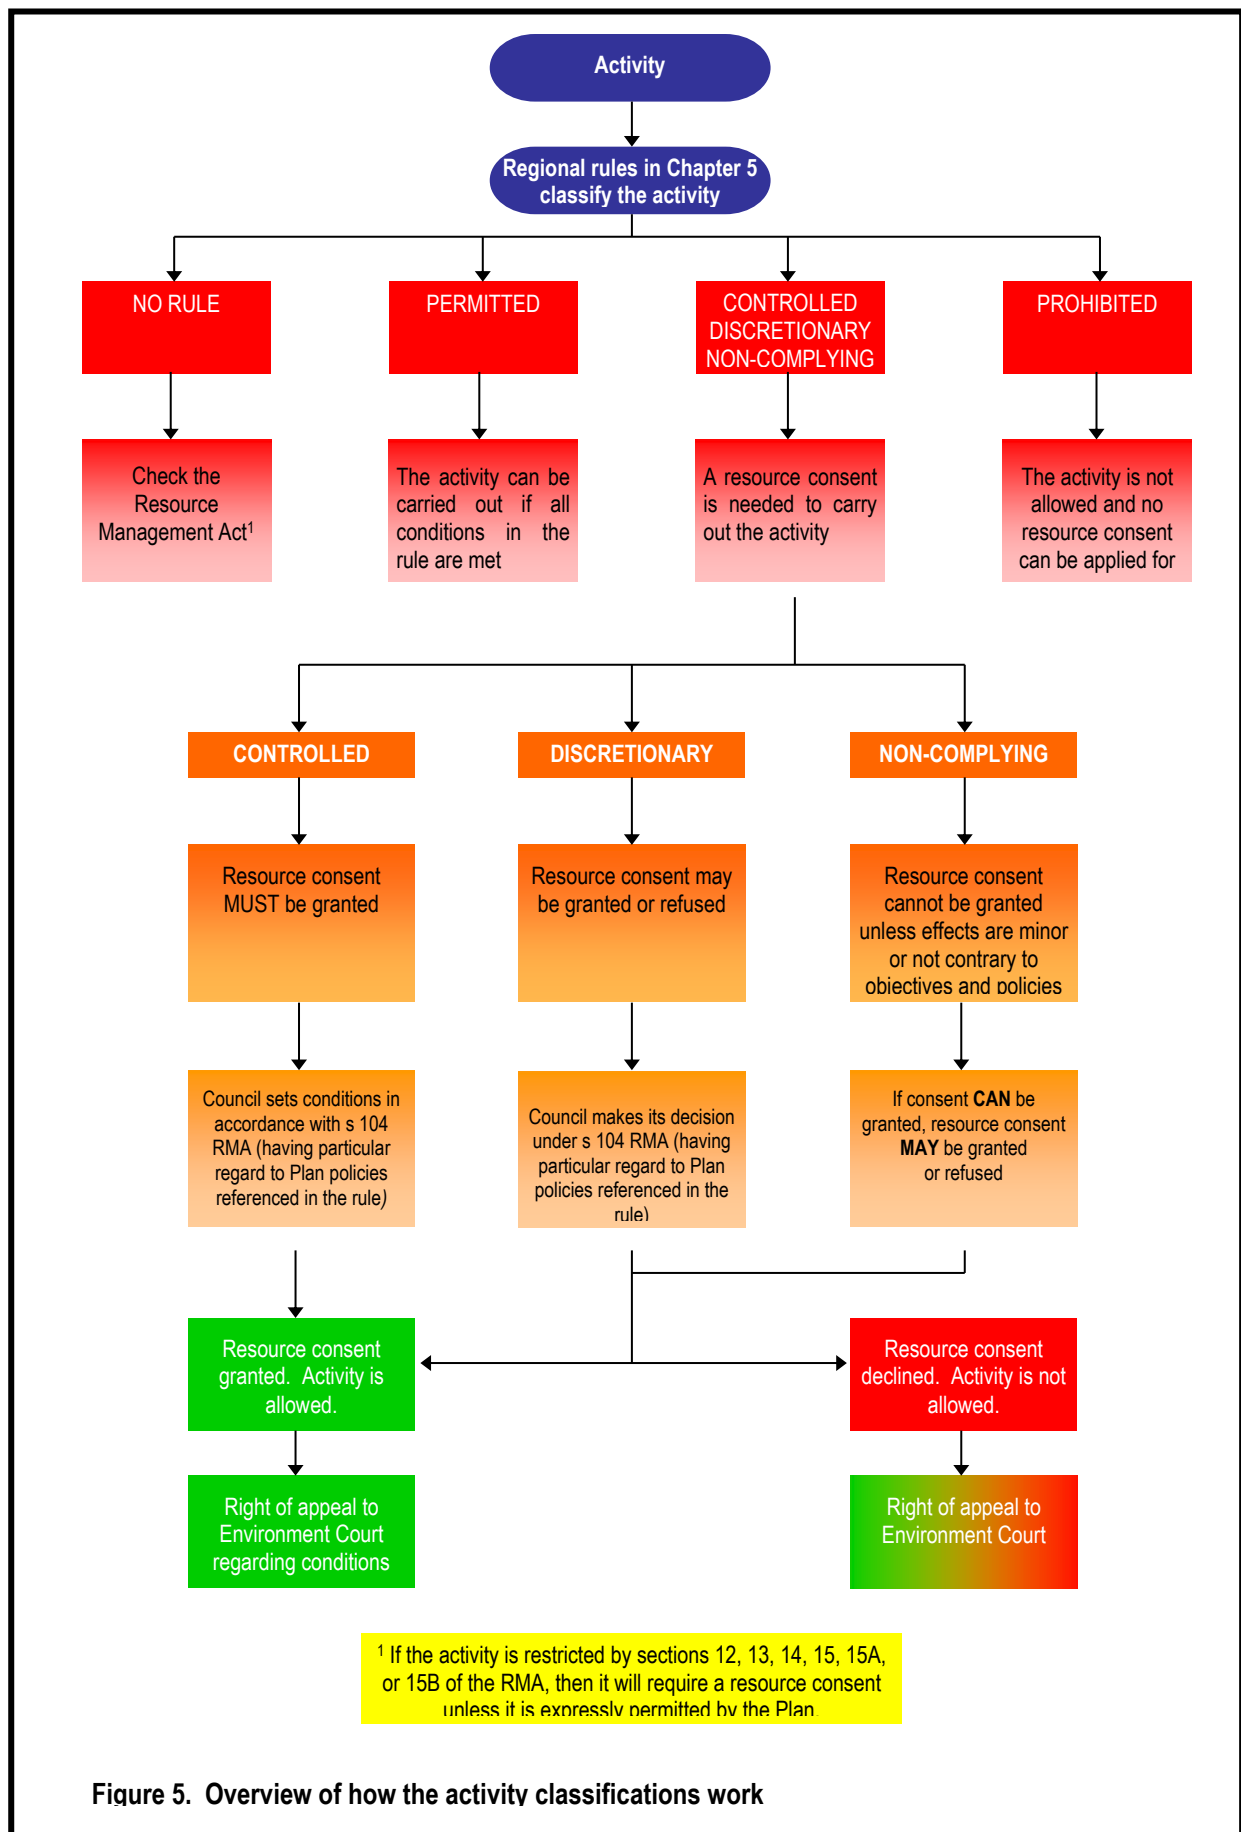 Activity
Regional rules in Chapter 5
classify the activity
NO RULE
PERMITTED
CONTROLLED
DISCRETIONARY
NON-COMPLYING
PROHIBITED
Check the
Resource
Management Act¹
The activity can be
carried out if all
conditions in the
rule are met
A resource consent
is needed to carry
out the activity
The activity is not
allowed and no
resource consent
can be applied for
CONTROLLED
DISCRETIONARY
NON-COMPLYING
Resource consent
MUST be granted
Resource consent may
be granted or refused
Resource consent
cannot be granted
unless effects are minor
or not contrary to
objectives and policies
Council sets conditions in
accordance with s 104
RMA (having particular
regard to Plan policies
referenced in the rule)
Council makes its decision
under s 104 RMA (having
particular regard to Plan
policies referenced in the
rule)
If consent CAN be
granted, resource consent
MAY be granted
or refused
Resource consent
granted.  Activity is
allowed.
Resource consent
declined.  Activity is not
allowed.
Right of appeal to
Environment Court
regarding conditions
Right of appeal to
Environment Court
¹ If the activity is restricted by sections 12, 13, 14, 15, 15A,
or 15B of the RMA, then it will require a resource consent
unless it is expressly permitted by the Plan.
Figure 5.  Overview of how the activity classifications work